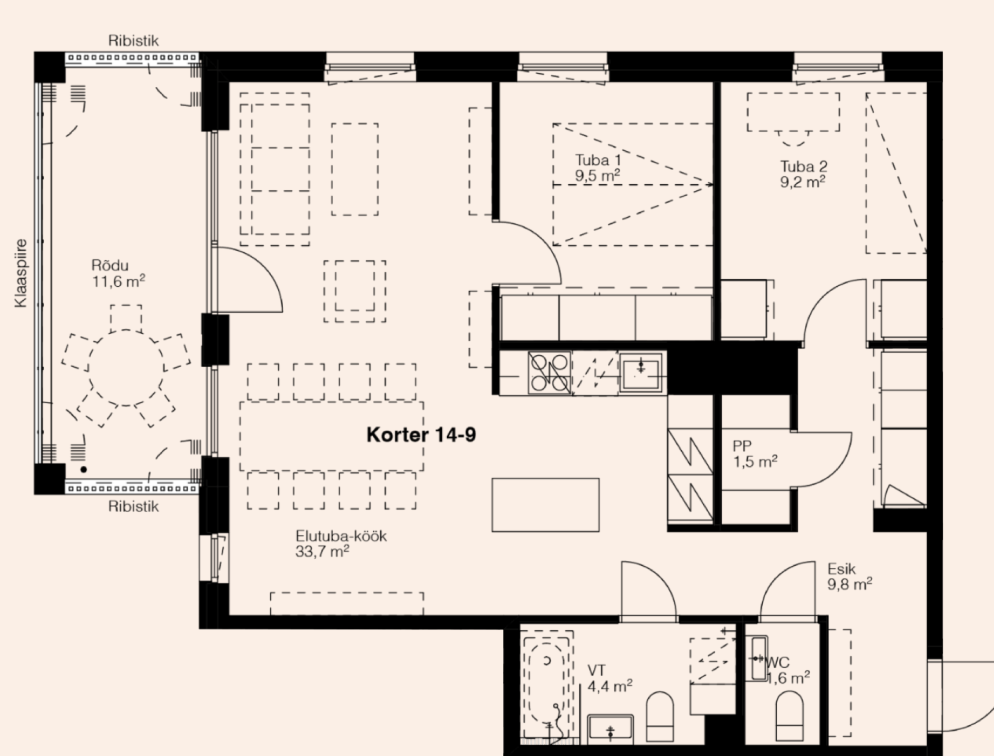 Ribistik
Klaaspiire
Rõdu
11,6 m²
Ribistik
Tuba 1
9,5 m²
Tuba 2
9,2 m²
Korter 14-9
PP
1,5 m²
Elutuba-köök
33,7 m²
Esik
9,8 m²
VT
4,4 m²
WC
1,6 m²